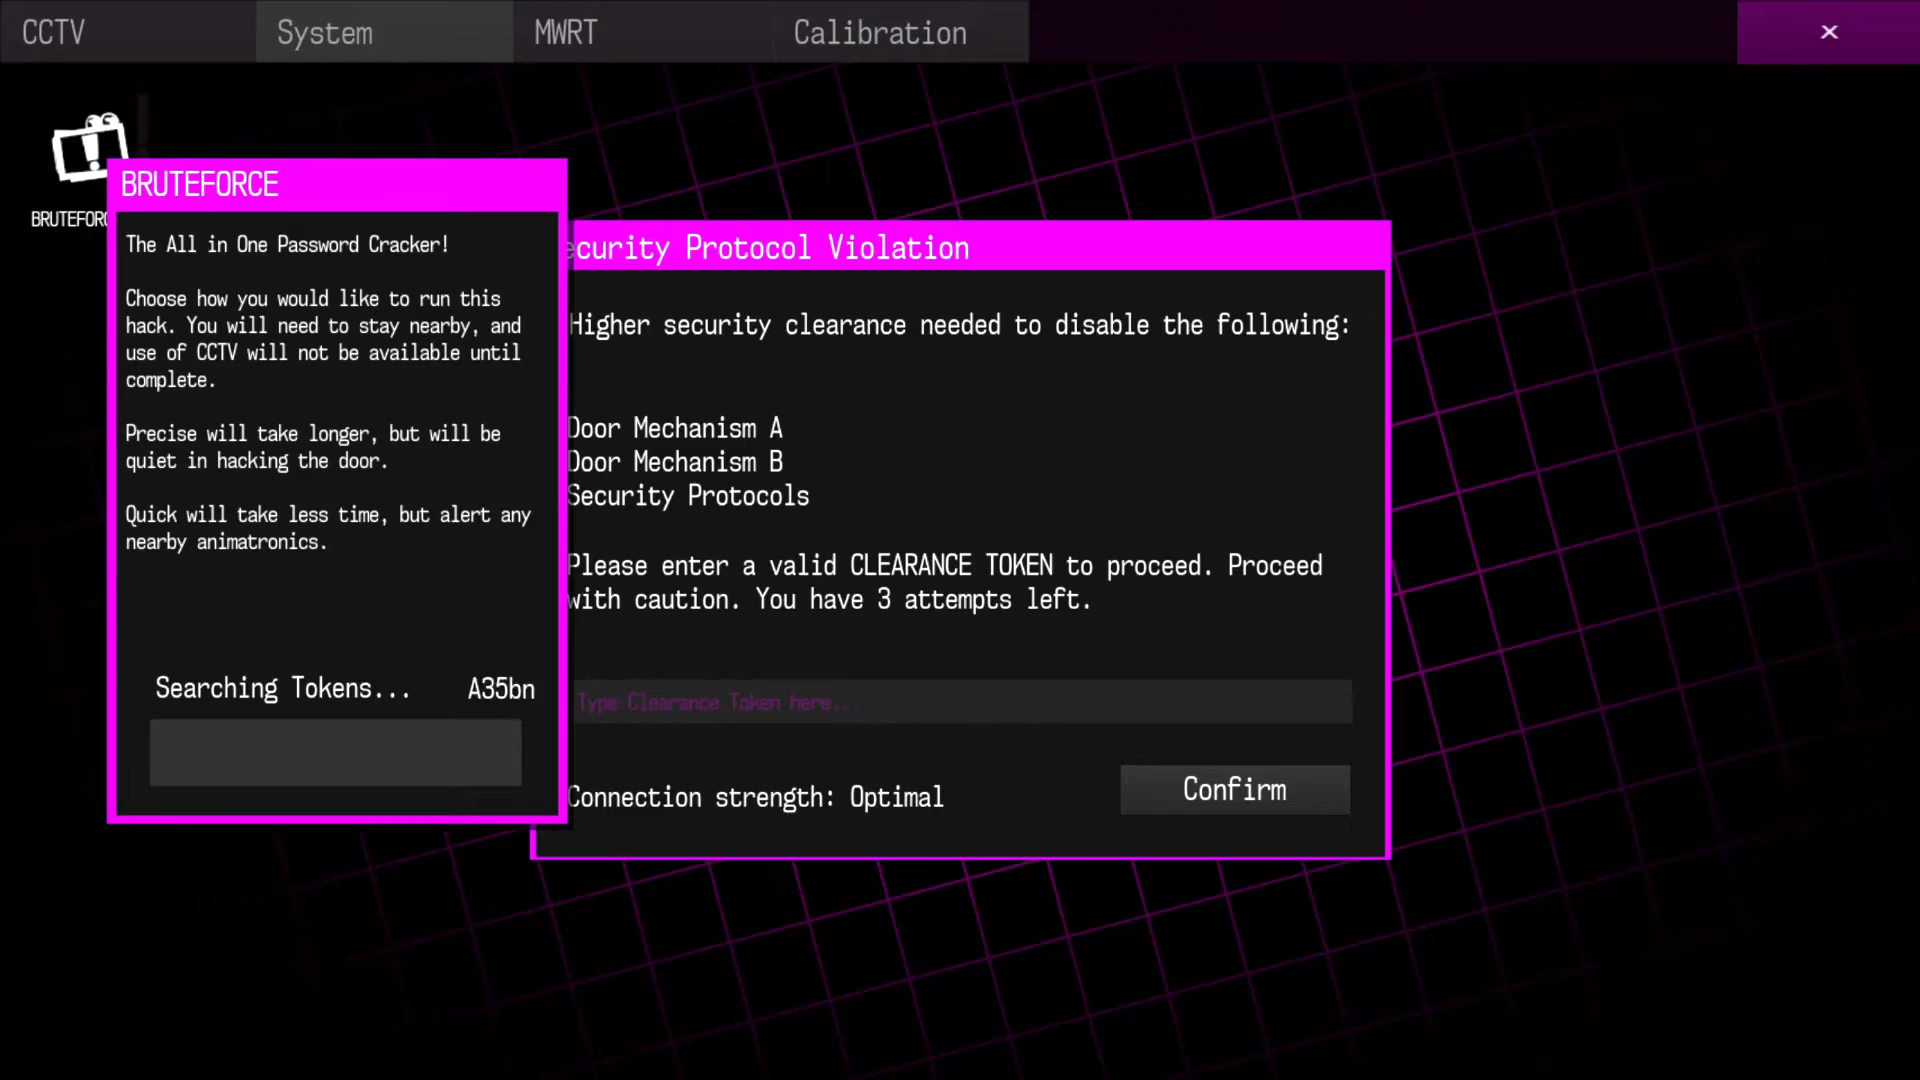 CCTV
System
MWRT
Calibration
×
BRUTEFORCE
The All in One Password Cracker!
Choose how you would like to run this
hack. You will need to stay nearby, and
use of CCTV will not be available until
complete.
Precise will take longer, but will be
quiet in hacking the door.
Quick will take less time, but alert any
nearby animatronics.
Searching Tokens... A35bn
BRUTEFORC
ecurity Protocol Violation
Higher security clearance needed to disable the following:
Door Mechanism A
Door Mechanism B
Security Protocols
Please enter a valid CLEARANCE TOKEN to proceed. Proceed
with caution. You have 3 attempts left.
Type Clearance Token here...
Connection strength: Optimal
Confirm